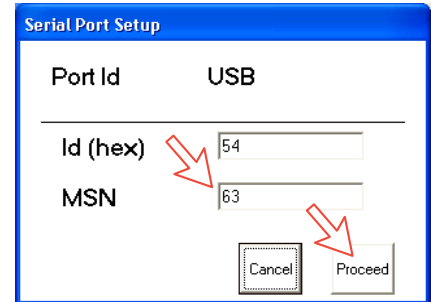 Serial Port Setup
Port Id USB
Id (hex) 54
MSN 63
Cancel Proceed